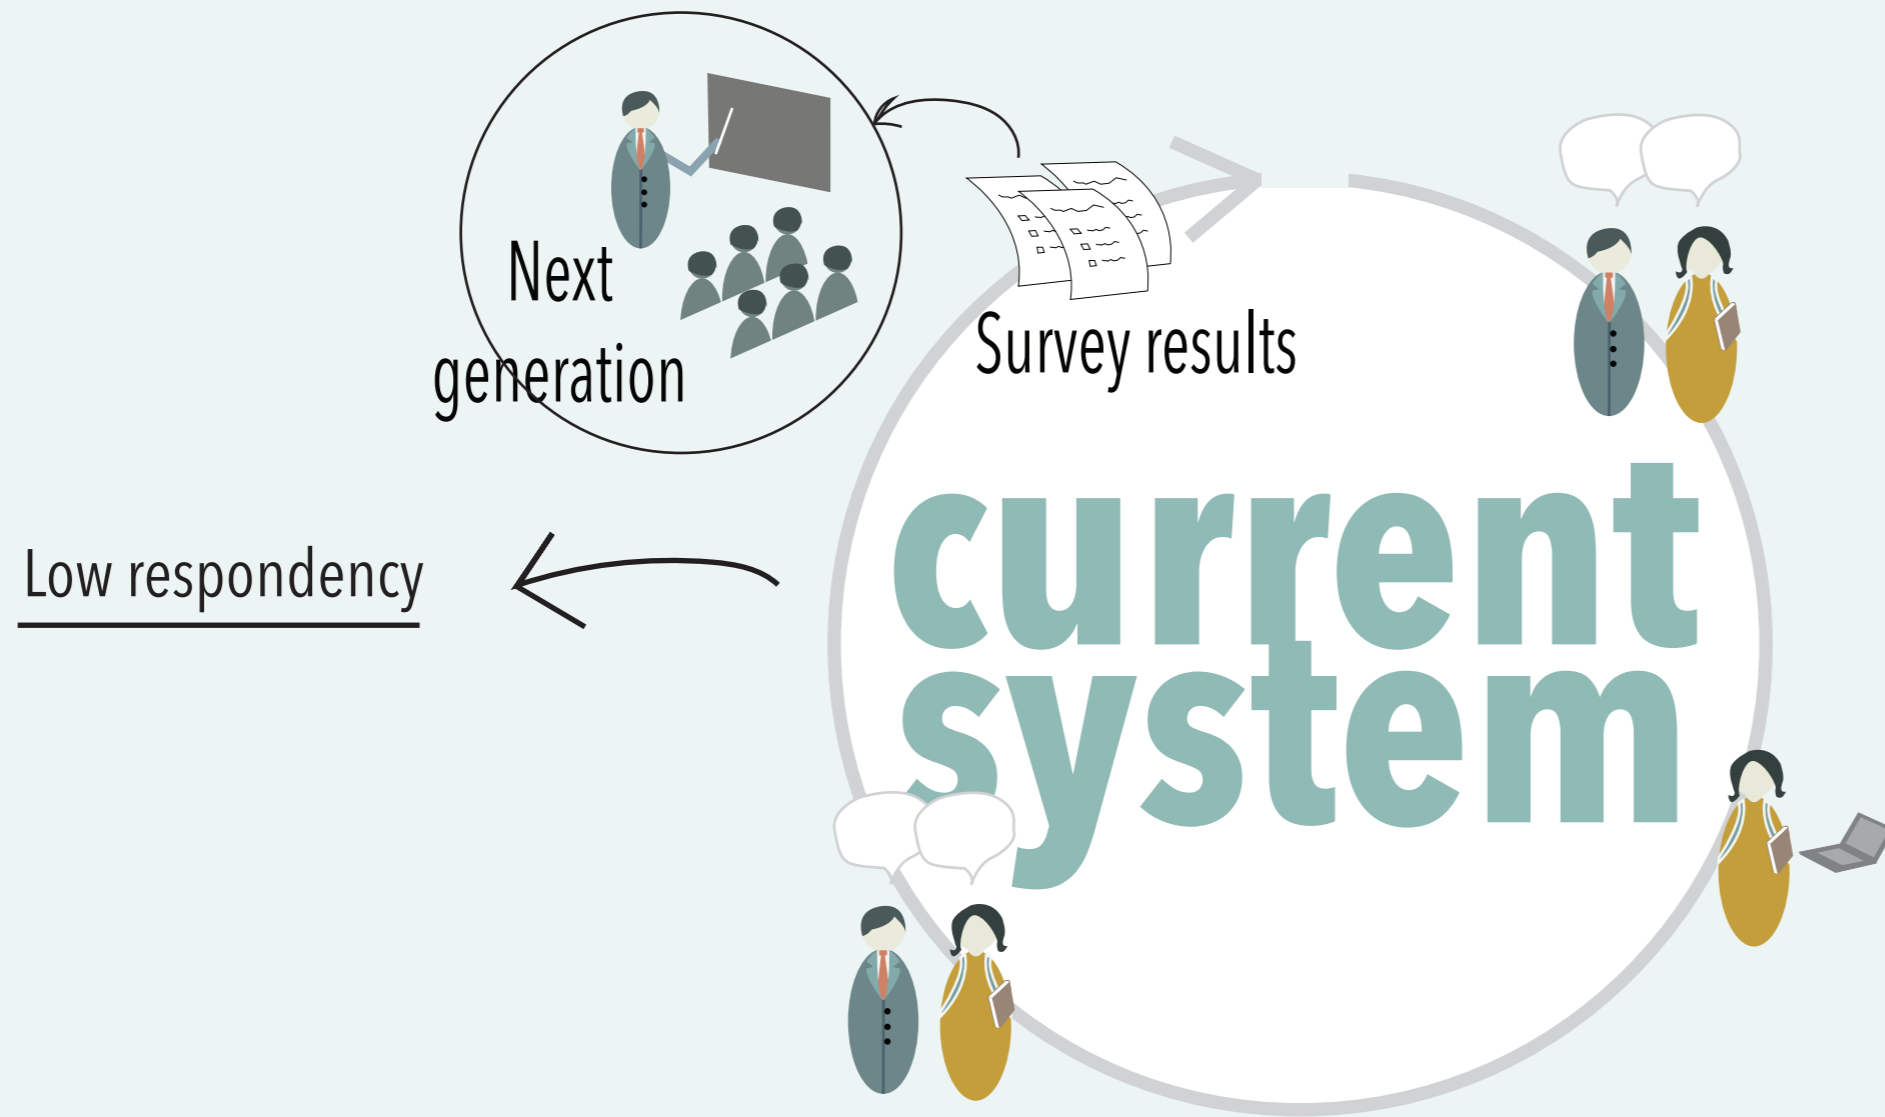 Next
generation
Survey results
Low respondency
current
system